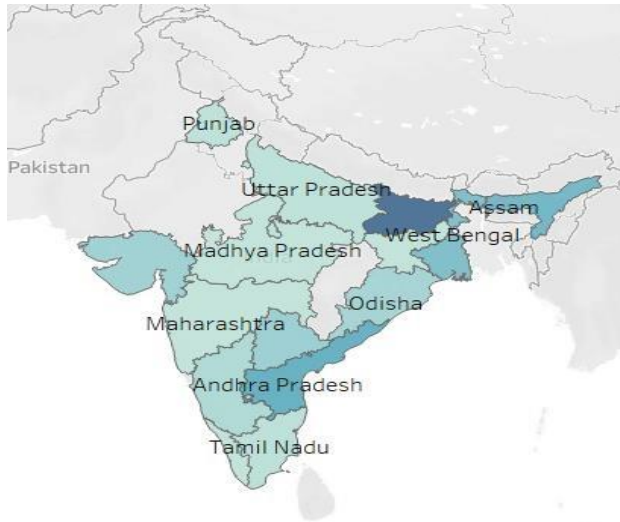 Punjab
Pakistan
Uttar Pradesh
Assam
West Bengal
Madhya Pradesh
Odisha
Maharashtra
Andhra Pradesh
Tamil Nadu